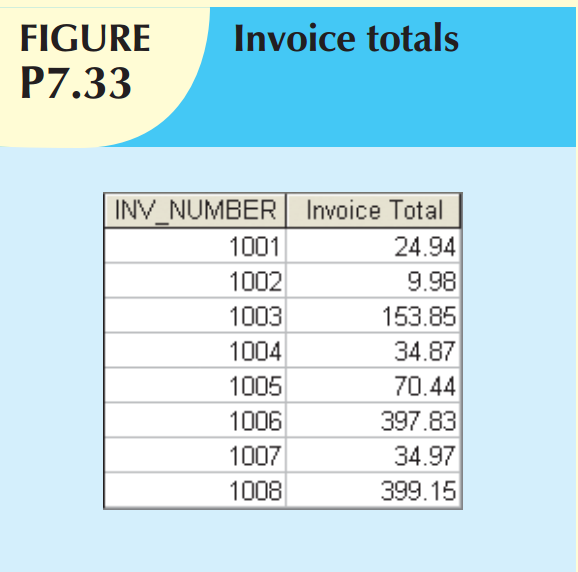 FIGURE
P7.33
Invoice totals
INV_NUMBER Invoice Total
1001 24.94
1002 9.98
1003 153.85
1004 34.87
1005 70.44
1006 397.83
1007 34.97
1008 399.15